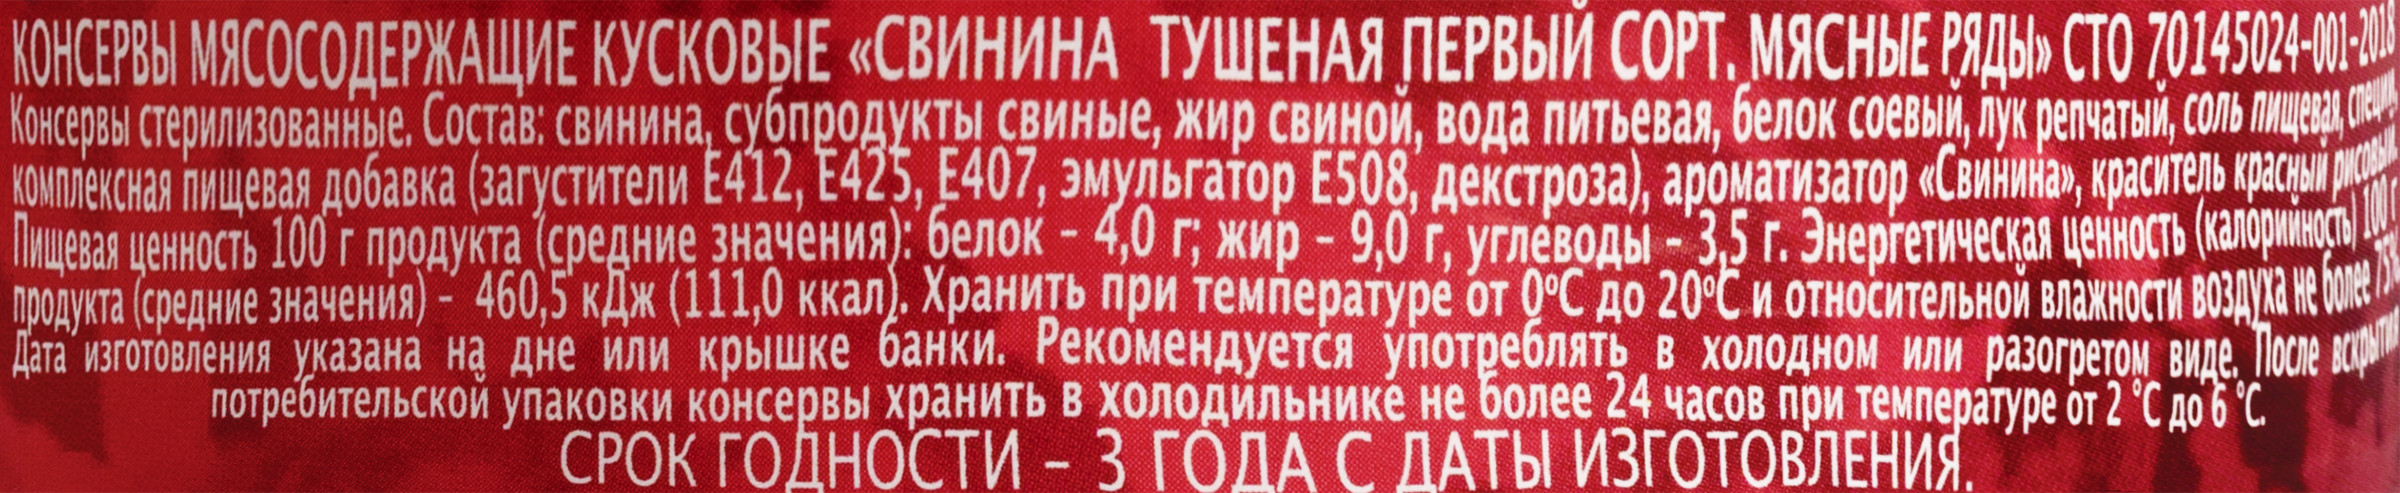 КОНСЕРВЫ МЯСОСОДЕРЖАЩИЕ КУСКОВЫЕ «СВИНИНА ТУШЕНАЯ ПЕРВЫЙ СОРТ. МЯСНЫЕ РЯДЫ» СТО 70145024-001-2018
Консервы стерилизованные. Состав: свинина, субпродукты свиные, жир свиной, вода питьевая, белок соевый, лук репчатый, соль пищевая, специи,
комплексная пищевая добавка (загустители Е412, Е425, Е407, эмульгатор Е508, декстроза), ароматизатор «Свинина», краситель красный рисовый.
Пищевая ценность 100 г продукта (средние значения): белок – 4,0 г; жир – 9,0 г, углеводы – 3,5 г. Энергетическая ценность (калорийность) 100 г
продукта (средние значения) – 460,5 кДж (111,0 ккал). Хранить при температуре от 0°С до 20°С и относительной влажности воздуха не более 75%
Дата изготовления указана на дне или крышке банки. Рекомендуется употреблять в холодном или разогретом виде. После вскрытия
потребительской упаковки консервы хранить в холодильнике не более 24 часов при температуре от 2 °С до 6 °С.
СРОК ГОДНОСТИ – 3 ГОДА С ДАТЫ ИЗГОТОВЛЕНИЯ.